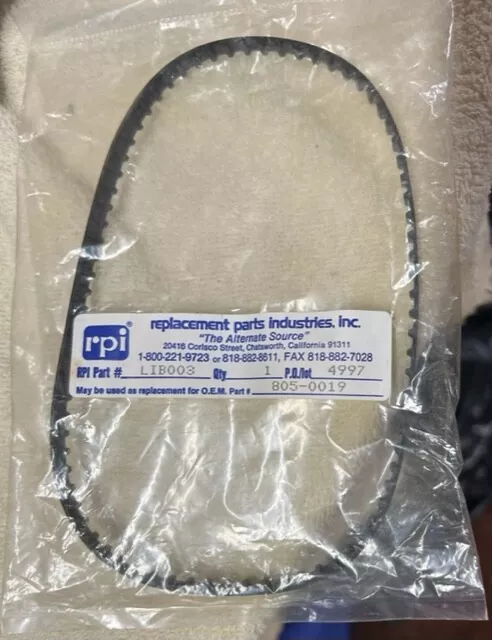 rpi
replacement parts industries, inc.
"The Alternate Source"
20416 Corisco Street, Chatsworth, California 91311
1-800-221-9723 or 818-882-8611, FAX 818-882-7028
RPI Part # LIB003 Qty 1 P.O./lot 4997
May be used as replacement for O.E.M. Part # 805-0019